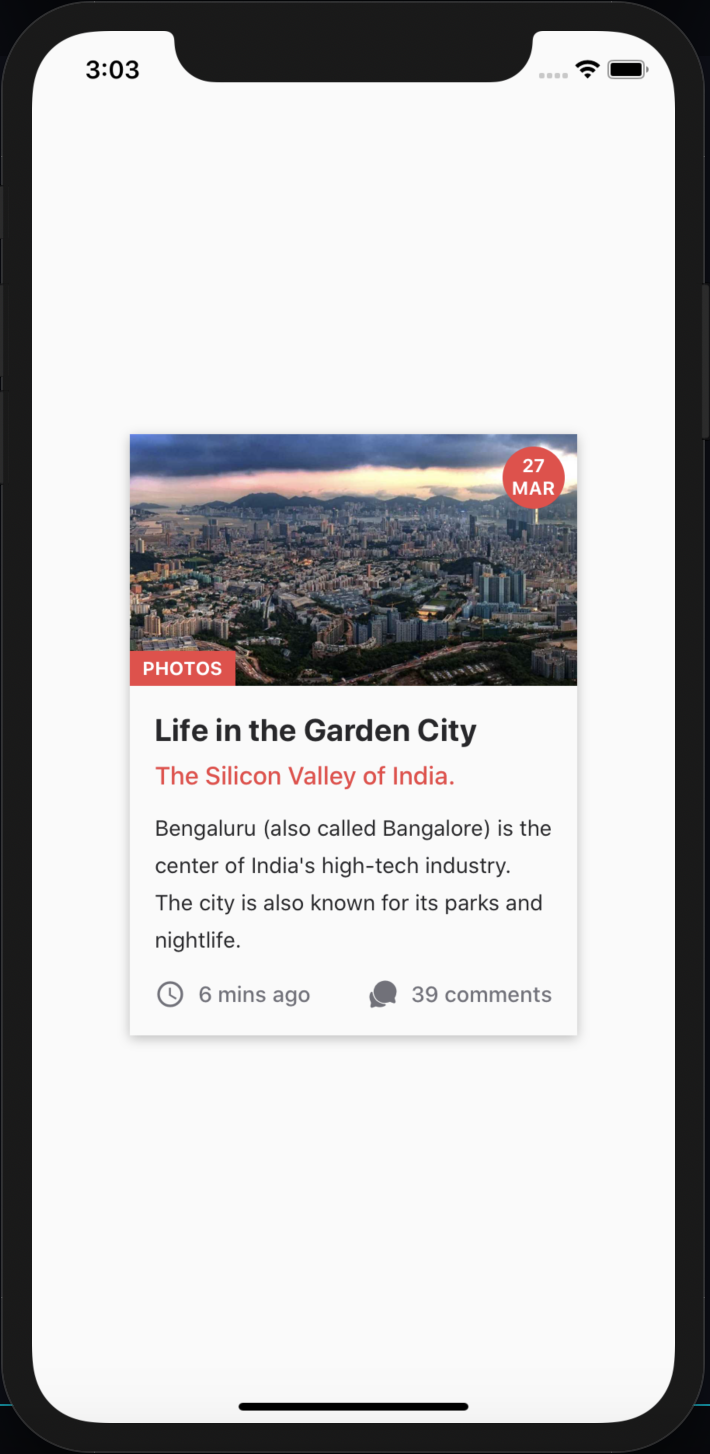 3:03
27
MAR
PHOTOS
Life in the Garden City
The Silicon Valley of India.
Bengaluru (also called Bangalore) is the
center of India's high-tech industry.
The city is also known for its parks and
nightlife.
6 mins ago
39 comments